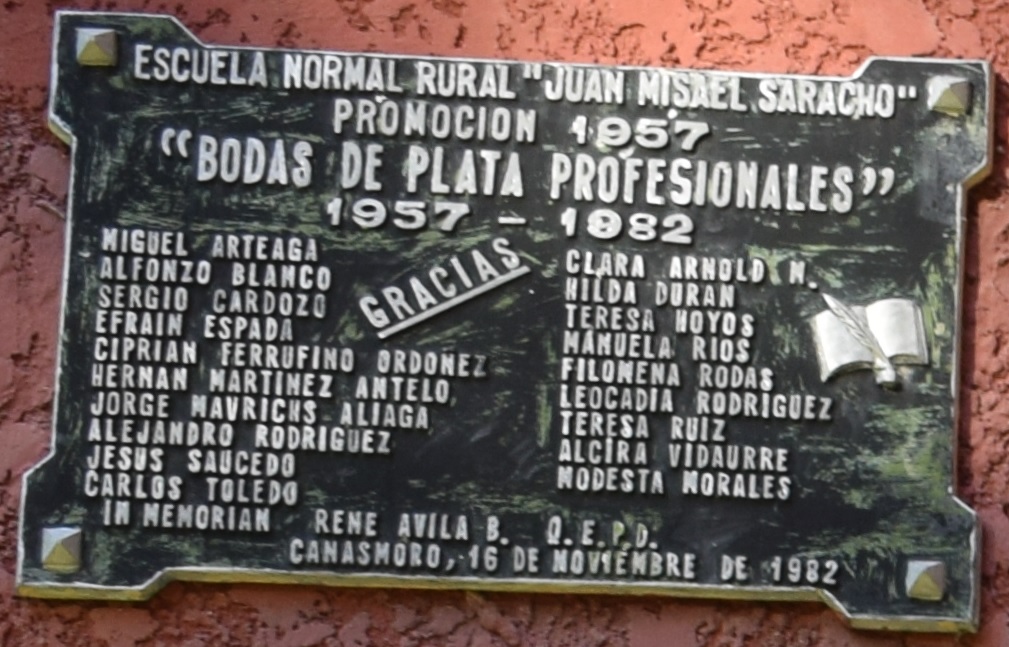 ESCUELA NORMAL RURAL "JUAN MISAEL SARACHO"
PROMOCION 1957
“BODAS DE PLATA PROFESIONALES”
1957 - 1982
GRACIAS
MIGUEL ARTEAGA
ALFONZO BLANCO
SERGIO CARDOZO
EFRAIN ESPADA
CIPRIAN FERRUFINO ORDONEZ
HERNAN MARTINEZ ANTELO
JORGE MAVRICHS ALIAGA
ALEJANDRO RODRIGUEZ
JESUS SAUCEDO
CARLOS TOLEDO
CLARA ARNOLD M.
HILDA DURAN
TERESA HOYOS
MANUELA RIOS
FILOMENA RODAS
LEOCADIA RODRIGUEZ
TERESA RUIZ
ALCIRA VIDAURRE
MODESTA MORALES
IN MEMORIAN RENE AVILA B. Q.E.P.D.
CANASMORO, 16 DE NOVIEMBRE DE 1982